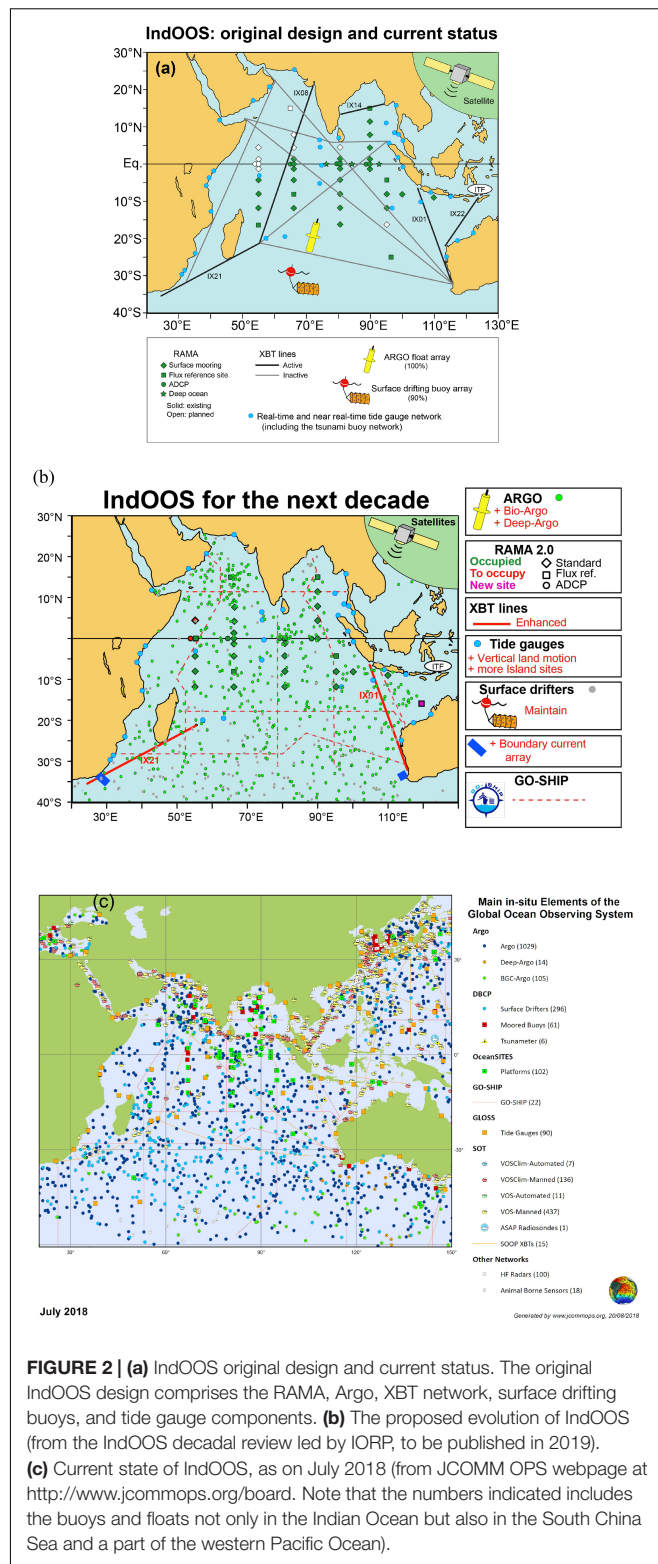 IndOOS: original design and current status
(a)
Satellite
30°N
20°N
10°N
Eq.
10°S
20°S
30°S
40°S
IX08
IX14
ITF
IX01
IX22
IX21
30°E
50°E
70°E
90°E
110°E
130°E
RAMA
Surface mooring
Flux reference site
ADCP
Deep ocean
Solid: existing
Open: planned
XBT lines
Active
Inactive
ARGO float array
(100%)
Surface drifting buoy array
(90%)
Real-time and near real-time tide gauge network
(including the tsunami buoy network)
(b)
IndOOS for the next decade
Satellites
30°N
20°N
10°N
0°
10°S
20°S
30°S
40°S
ITF
IX01
IX21
30°E
50°E
70°E
90°E
110°E
ARGO
+ Bio-Argo
+ Deep-Argo
RAMA 2.0
Occupied
To occupy
New site
Standard
Flux ref.
ADCP
XBT lines
Enhanced
Tide gauges
+ Vertical land motion
+ more Island sites
Surface drifters
Maintain
+ Boundary current
array
GO-SHIP
(c)
30°
0°
30°
30°
60°
90°
120°
150°
July 2018
Main in-situ Elements of the
Global Ocean Observing System
Argo
Argo (1029)
Deep-Argo (14)
BGC-Argo (105)
DBCP
Surface Drifters (296)
Moored Buoys (61)
Tsunameter (6)
OceanSITES
Platforms (102)
GO-SHIP
GO-SHIP (22)
GLOSS
Tide Gauges (90)
SOT
VOSClim-Automated (7)
VOSClim-Manned (136)
VOS-Automated (11)
VOS-Manned (437)
ASAP Radiosondes (1)
SOOP XBTs (15)
Other Networks
HF Radars (100)
Animal Borne Sensors (18)
Generated by www.jcommops.org, 20/08/2018
FIGURE 2 | (a) IndOOS original design and current status. The original
IndOOS design comprises the RAMA, Argo, XBT network, surface drifting
buoys, and tide gauge components. (b) The proposed evolution of IndOOS
(from the IndOOS decadal review led by IORP, to be published in 2019).
(c) Current state of IndOOS, as on July 2018 (from JCOMM OPS webpage at
http://www.jcommops.org/board. Note that the numbers indicated includes
the buoys and floats not only in the Indian Ocean but also in the South China
Sea and a part of the western Pacific Ocean).